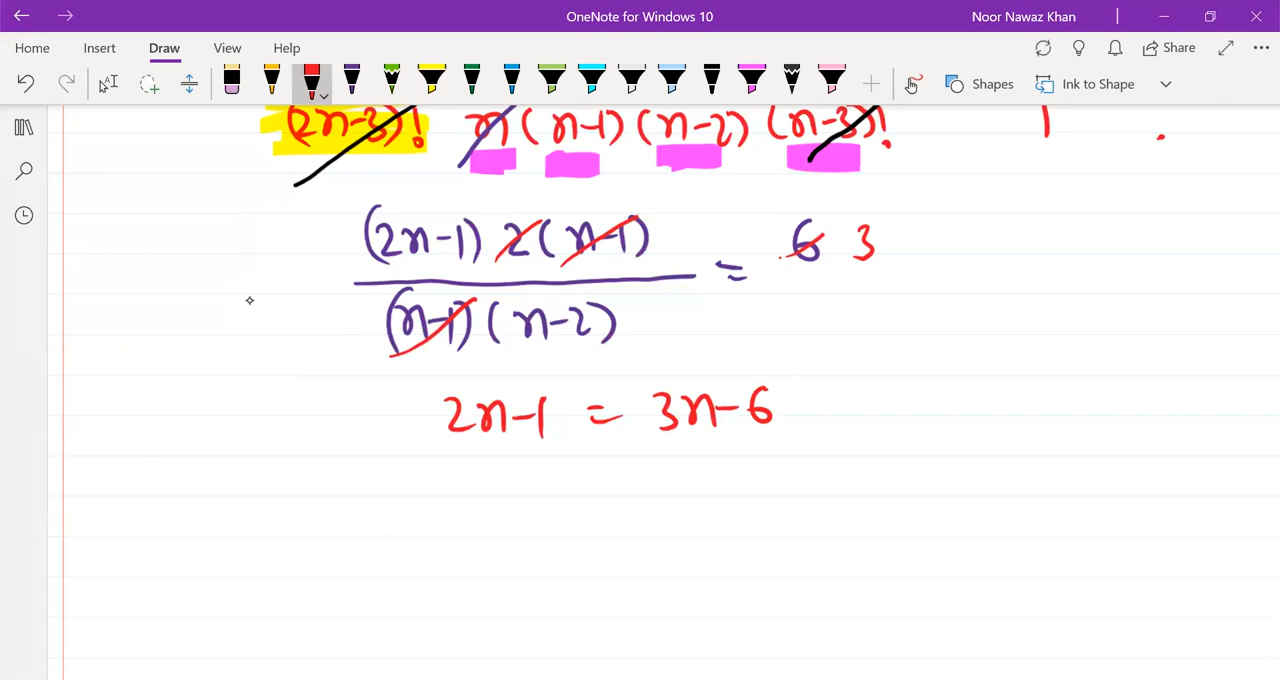 OneNote for Windows 10 Noor Nawaz Khan
Home Insert Draw View Help Share
Shapes Ink to Shape
(2n-3)! n(n-1)(n-2)(n-3)! 1 .
(2n-1) 2(n-1)
= 6 3
(n-1)(n-2)
2n-1 = 3n-6